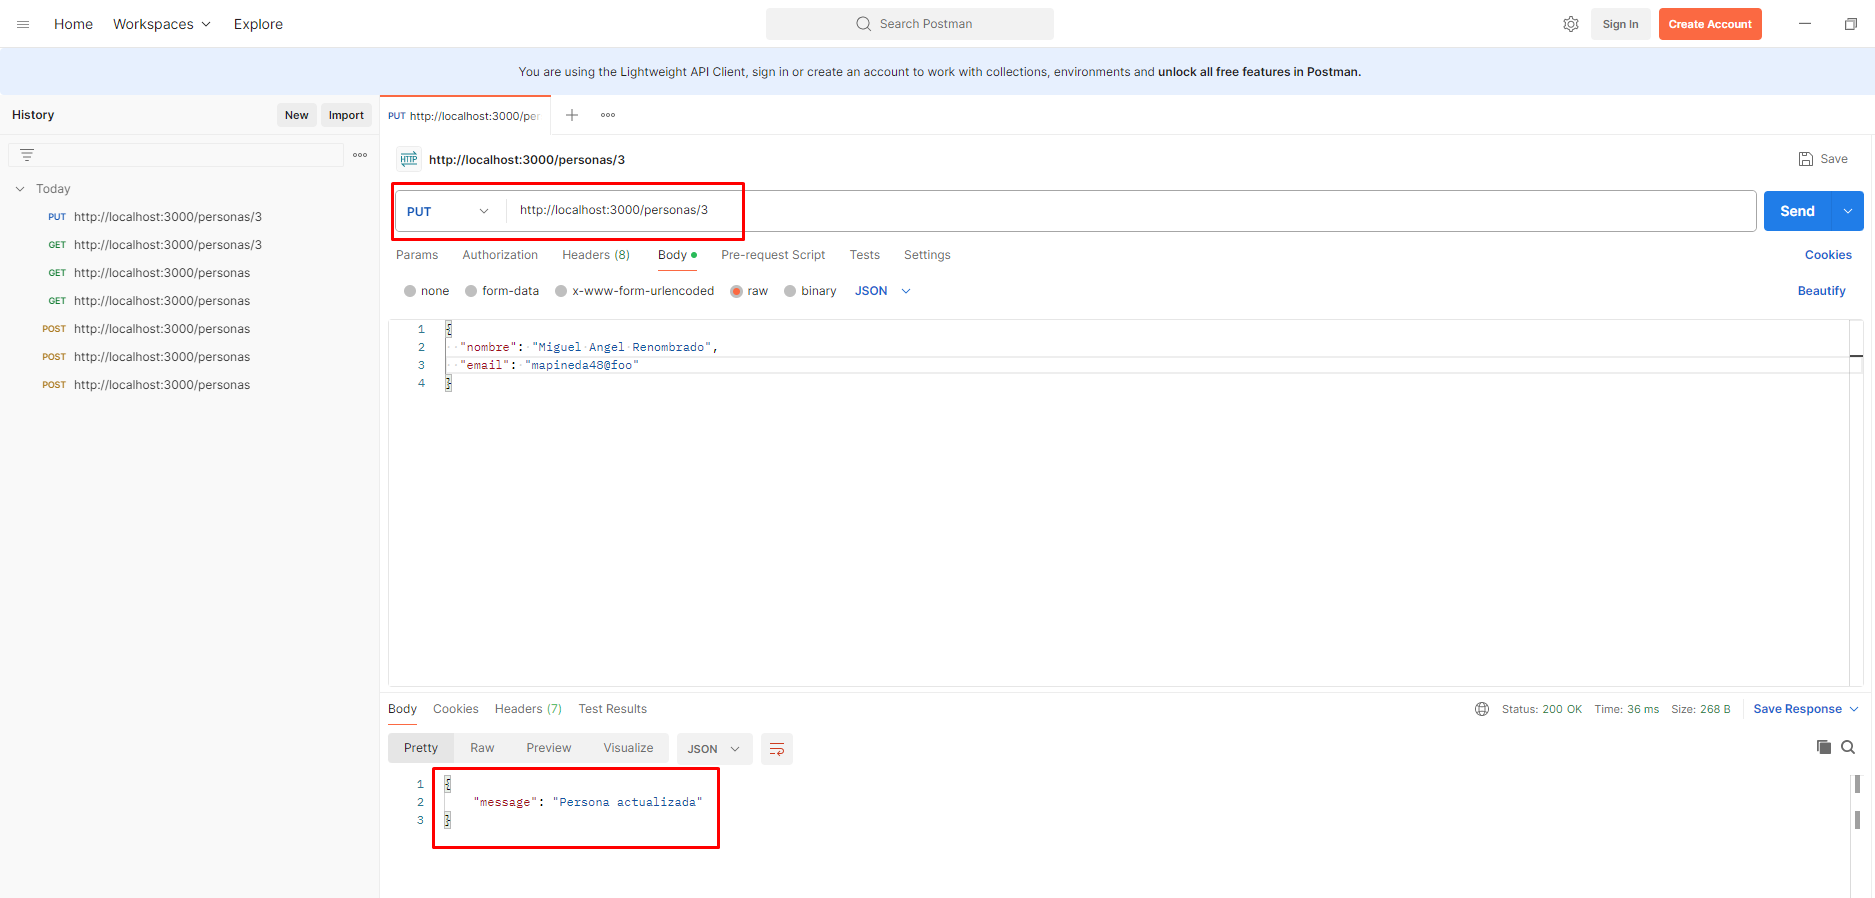 Home Workspaces Explore
Search Postman
Sign In Create Account
You are using the Lightweight API Client, sign in or create an account to work with collections, environments and unlock all free features in Postman.
History
New Import
Today
PUT http://localhost:3000/personas/3
GET http://localhost:3000/personas/3
GET http://localhost:3000/personas
GET http://localhost:3000/personas
POST http://localhost:3000/personas
POST http://localhost:3000/personas
POST http://localhost:3000/personas
PUT http://localhost:3000/per
HTTP http://localhost:3000/personas/3
Save
PUT http://localhost:3000/personas/3
Send
Params Authorization Headers (8) Body Pre-request Script Tests Settings
Cookies
none form-data x-www-form-urlencoded raw binary JSON
Beautify
1 {
2 "nombre": "Miguel Angel Renombrado",
3 "email": "mapineda48@foo"
4 }
Body Cookies Headers (7) Test Results
Status: 200 OK Time: 36 ms Size: 268 B Save Response
Pretty Raw Preview Visualize JSON
1 {
2 "message": "Persona actualizada"
3 }